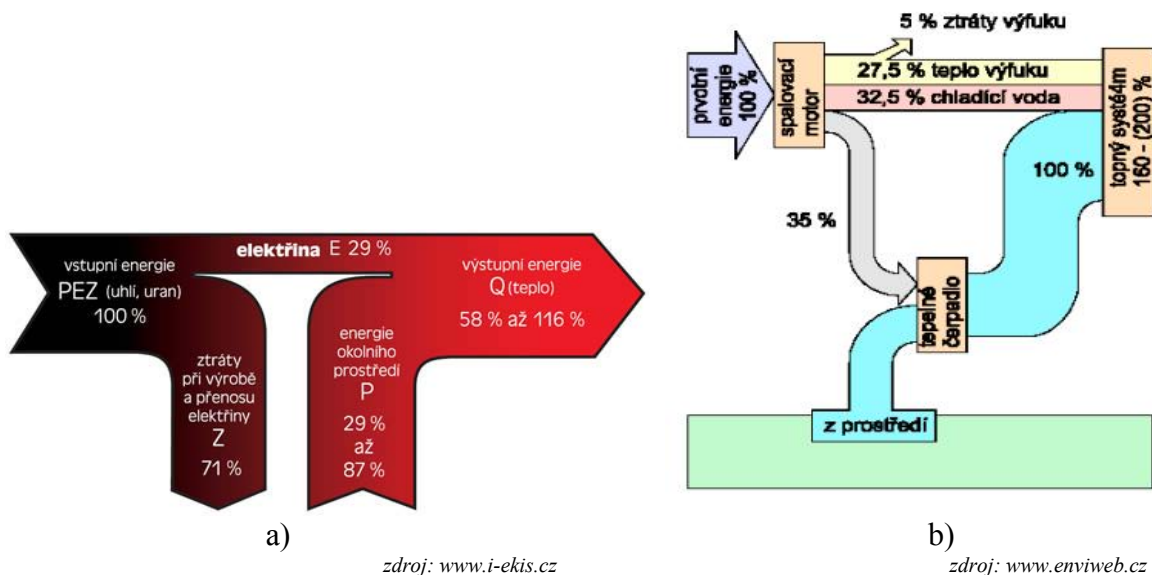 elektřina E 29 %
vstupní energie
PEZ (uhlí, uran)
100 %
ztráty
při výrobě
a přenosu
elektřiny
Z
71 %
energie
okolního
prostředí
P
29 %
až
87 %
výstupní energie
Q (teplo)
58 % až 116 %
a)
zdroj: www.i-ekis.cz
5 % ztráty výfuku
prvotní
energie
100 %
spalovací
motor
27,5 % teplo výfuku
32,5 % chladící voda
topný systé4m
160 - (200) %
100 %
35 %
tepelné
čerpadlo
z prostředí
b)
zdroj: www.enviweb.cz